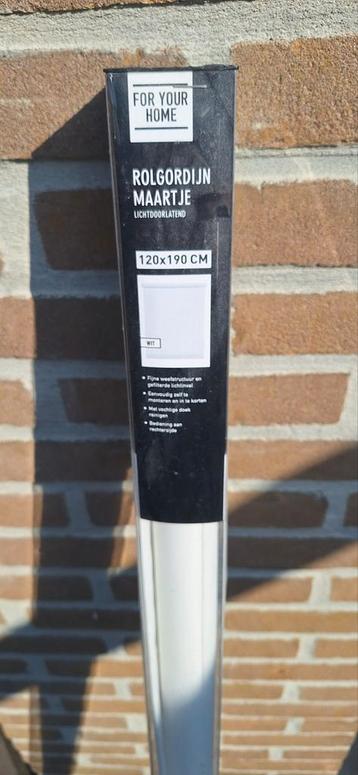 FOR YOUR
HOME
ROLGORDIJN
MAARTJE
LICHTDOORLATEND
120x190 CM
WIT
• Fijne weefstructuur en
gefilterde lichtinval
• Eenvoudig zelf te
monteren en in te korten
• Met vochtige doek
reinigen
• Bediening aan
rechterzijde